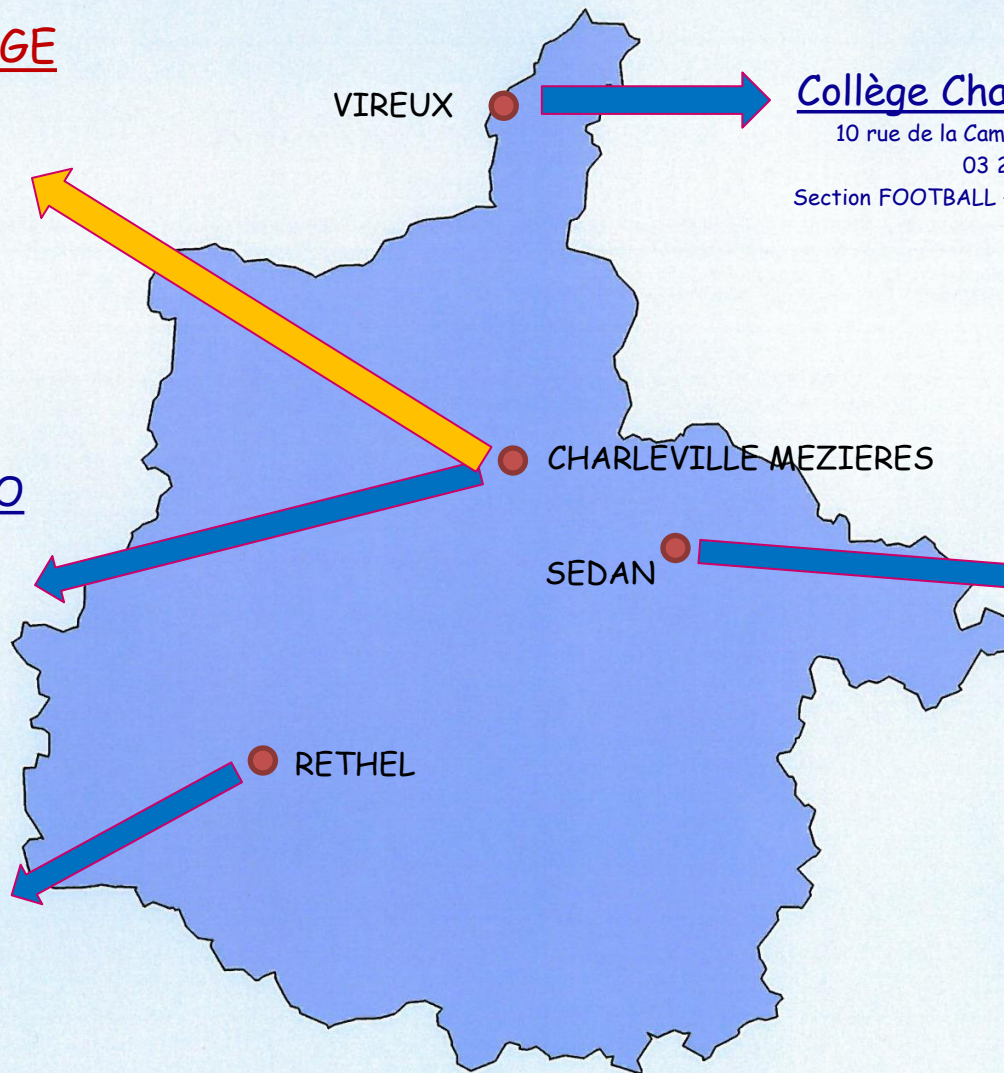 GE
VIREUX
Collège Cha
10 rue de la Cam
03 2
Section FOOTBALL
CHARLEVILLE MEZIERES
O
SEDAN
RETHEL